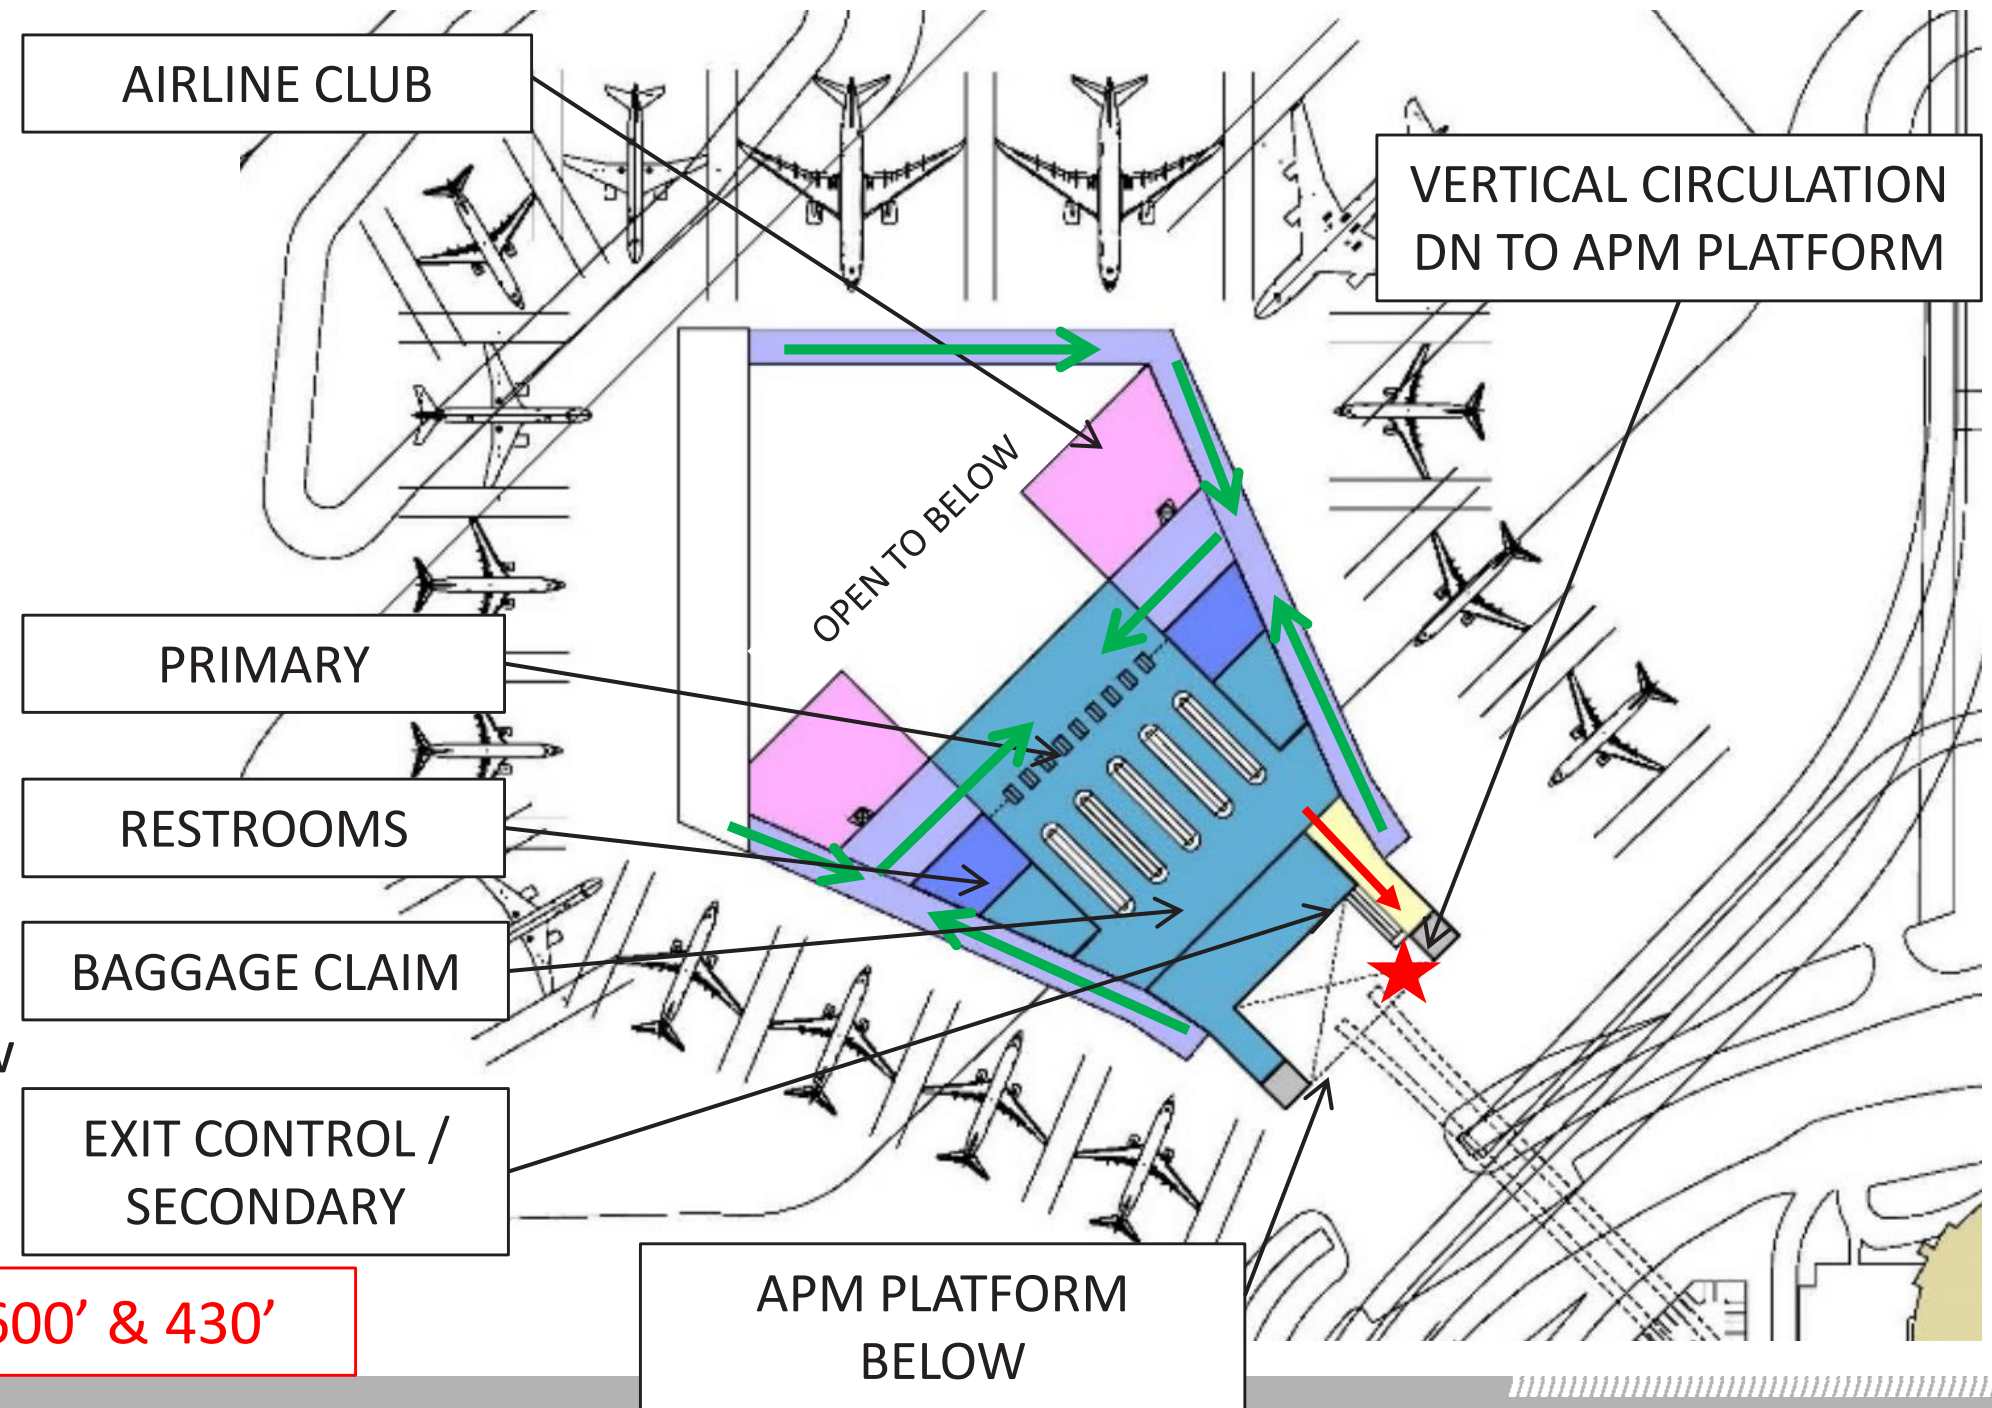 AIRLINE CLUB
VERTICAL CIRCULATION
DN TO APM PLATFORM
OPEN TO BELOW
PRIMARY
RESTROOMS
BAGGAGE CLAIM
EXIT CONTROL /
SECONDARY
600’ & 430’
APM PLATFORM
BELOW